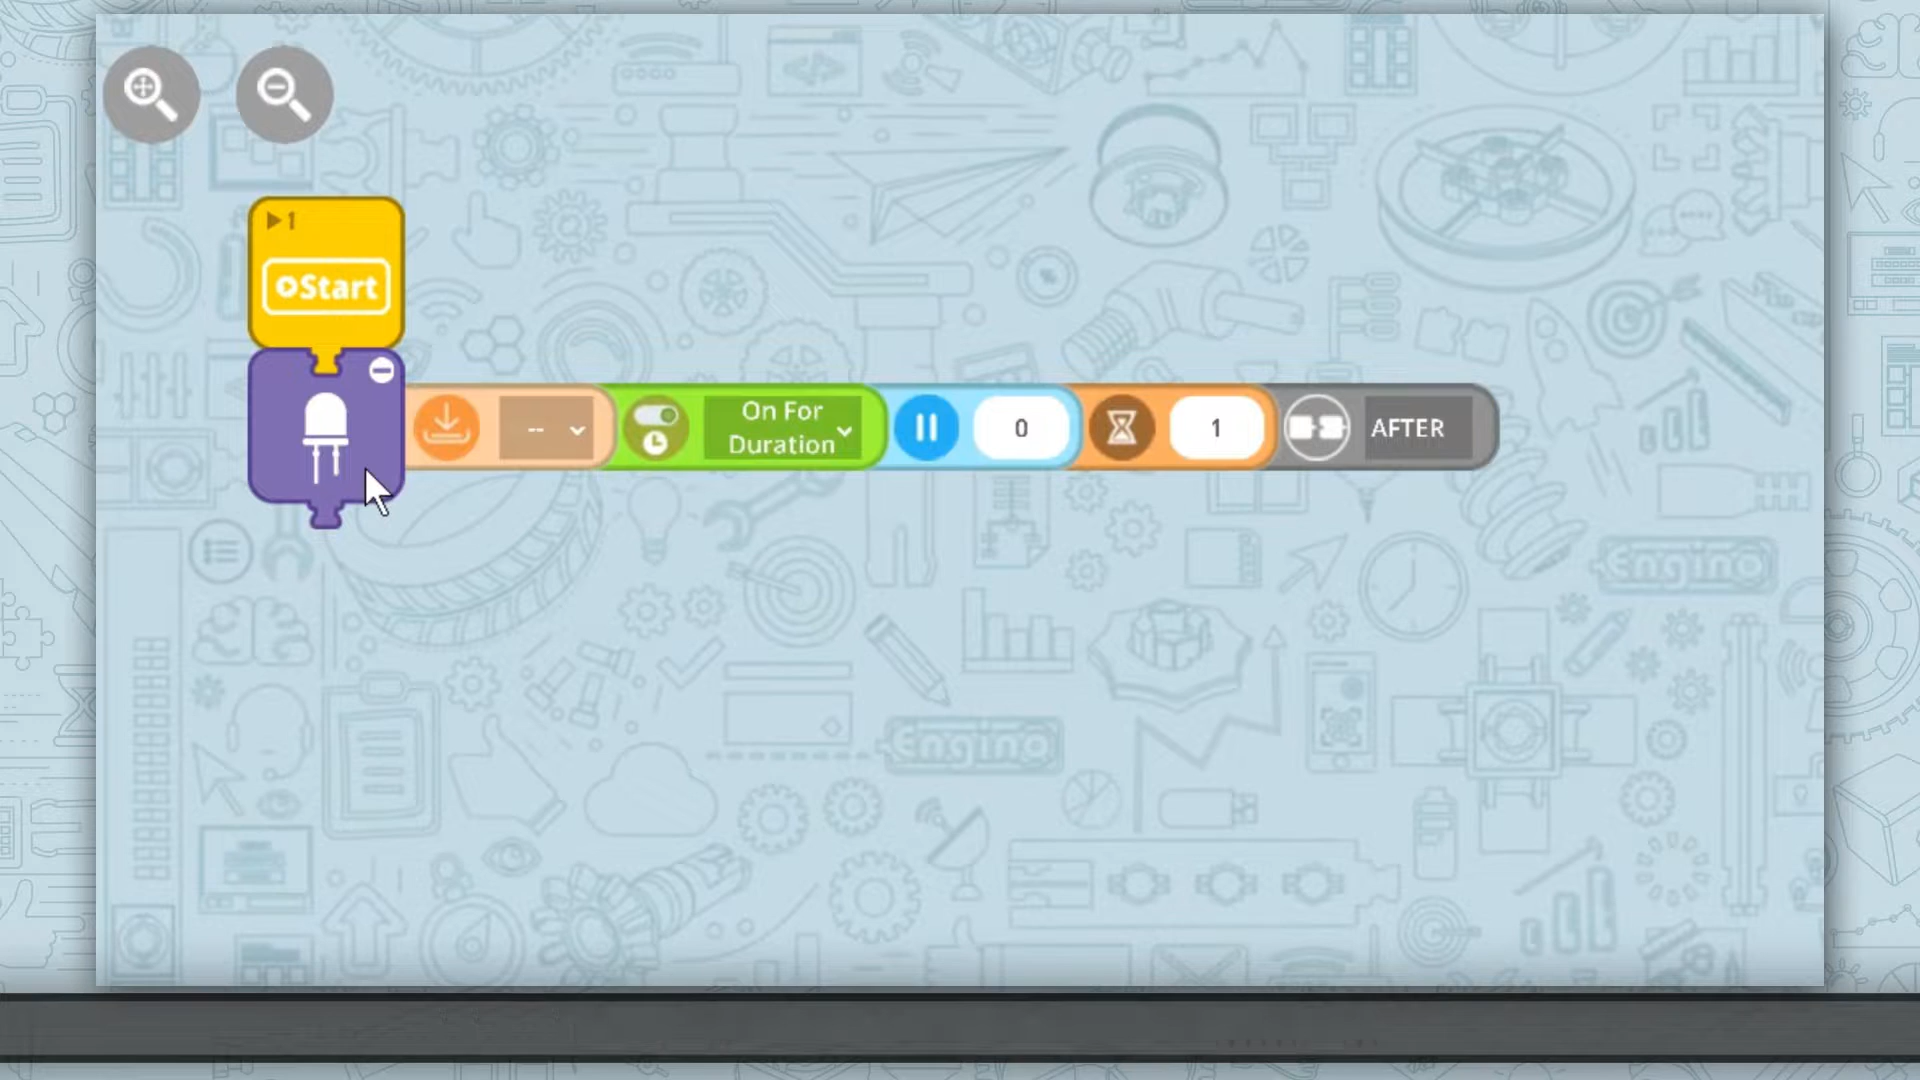 1
Start
-- On For Duration 0 1 AFTER
Engino
Engino